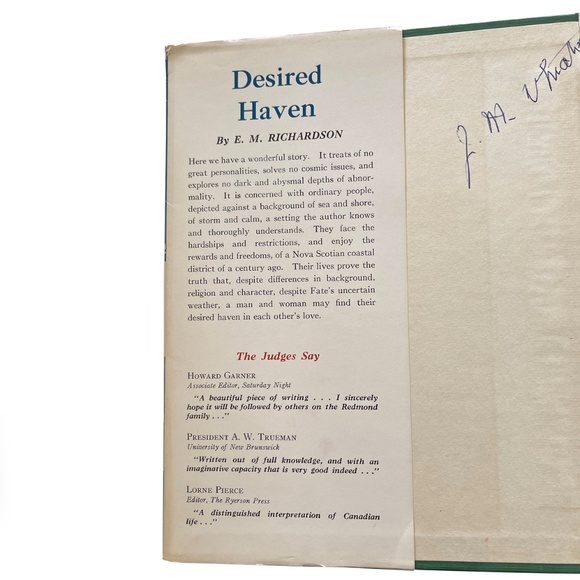 Desired
Haven
By E. M. RICHARDSON
Here we have a wonderful story. It treats of no
great personalities, solves no cosmic issues, and
explores no dark and abysmal depths of abnor-
mality. It is concerned with ordinary people,
depicted against a background of sea and shore,
of storm and calm, a setting the author knows
and thoroughly understands. They face the
hardships and restrictions, and enjoy the
rewards and freedoms, of a Nova Scotian coastal
district of a century ago. Their lives prove the
truth that, despite differences in background,
religion and character, despite Fate's uncertain
weather, a man and woman may find their
desired haven in each other's love.
The Judges Say
HOWARD GARNER
Associate Editor, Saturday Night
"A beautiful piece of writing . . . I sincerely
hope it will be followed by others on the Redmond
family . . ."
PRESIDENT A. W. TRUEMAN
University of New Brunswick
"Written out of full knowledge, and with an
imaginative capacity that is very good indeed . . ."
LORNE PIERCE
Editor, The Ryerson Press
"A distinguished interpretation of Canadian
life . . ."
J. M.